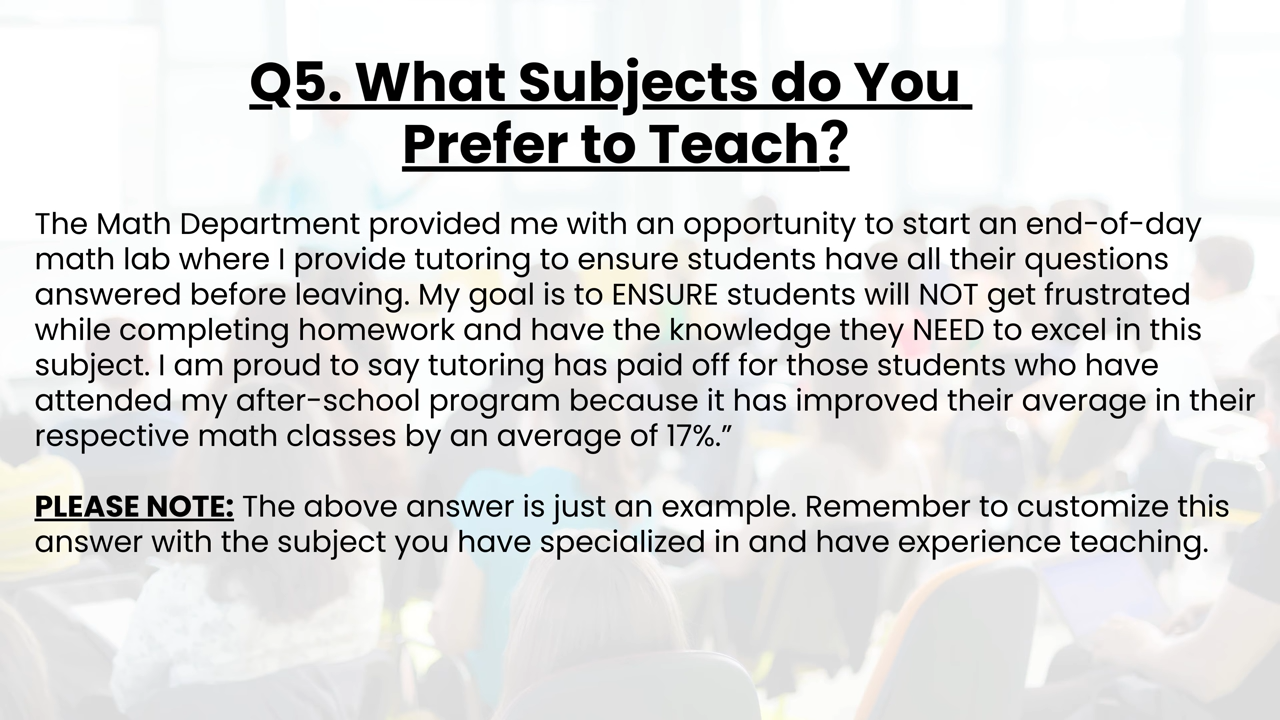 Q5. What Subjects do You
Prefer to Teach?
The Math Department provided me with an opportunity to start an end-of-day
math lab where I provide tutoring to ensure students have all their questions
answered before leaving. My goal is to ENSURE students will NOT get frustrated
while completing homework and have the knowledge they NEED to excel in this
subject. I am proud to say tutoring has paid off for those students who have
attended my after-school program because it has improved their average in their
respective math classes by an average of 17%.”
PLEASE NOTE: The above answer is just an example. Remember to customize this
answer with the subject you have specialized in and have experience teaching.